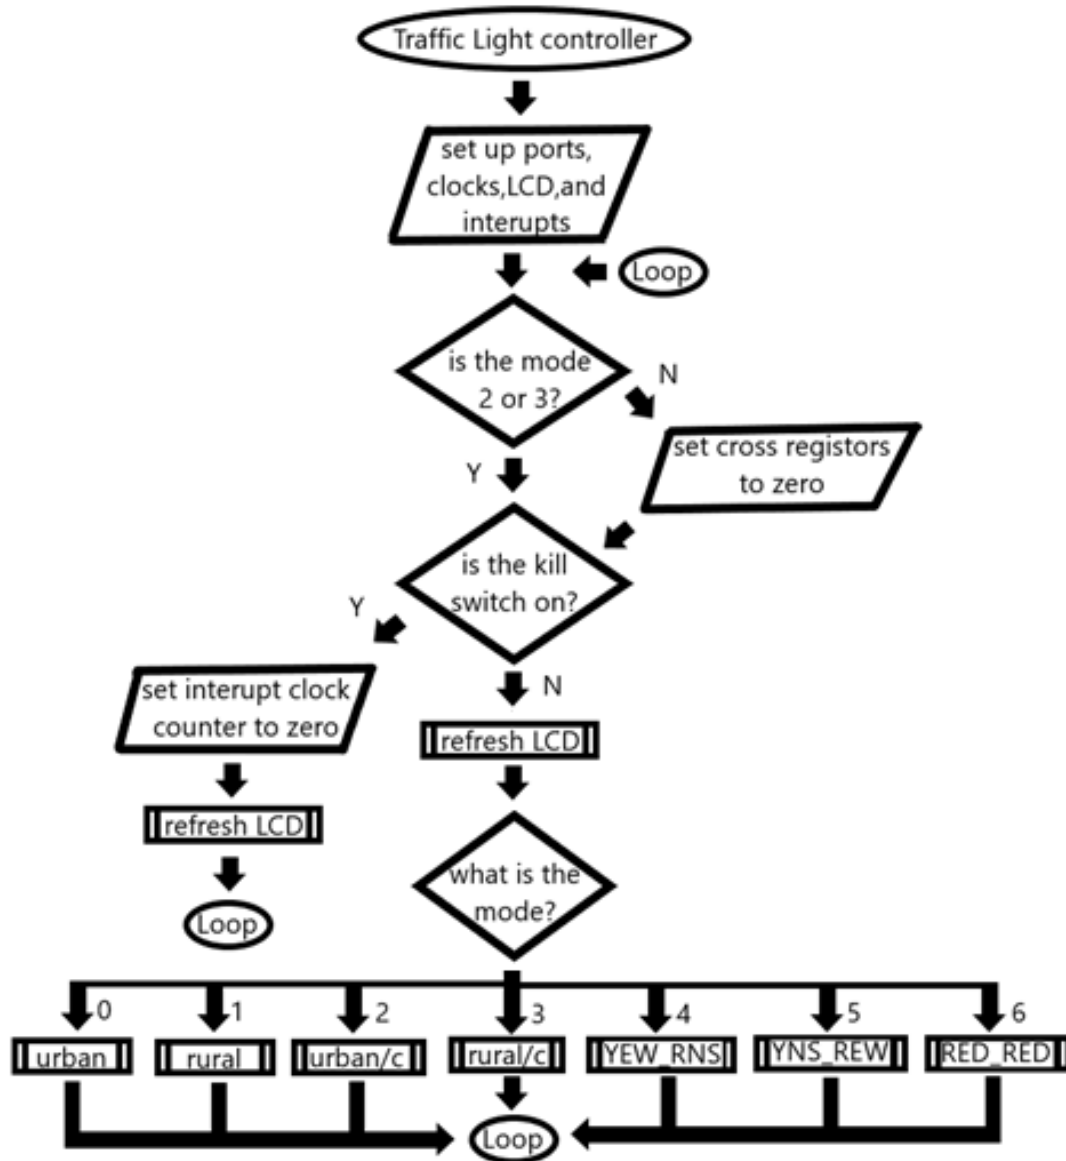 Traffic Light controller
set up ports,
clocks,LCD,and
interupts
Loop
is the mode
2 or 3?
N
set cross registors
to zero
Y
is the kill
switch on?
Y
set interupt clock
counter to zero
N
refresh LCD
refresh LCD
what is the
mode?
Loop
0 1 2 3 4 5 6
urban rural urban/c rural/c YEW_RNS YNS_REW RED_RED
Loop